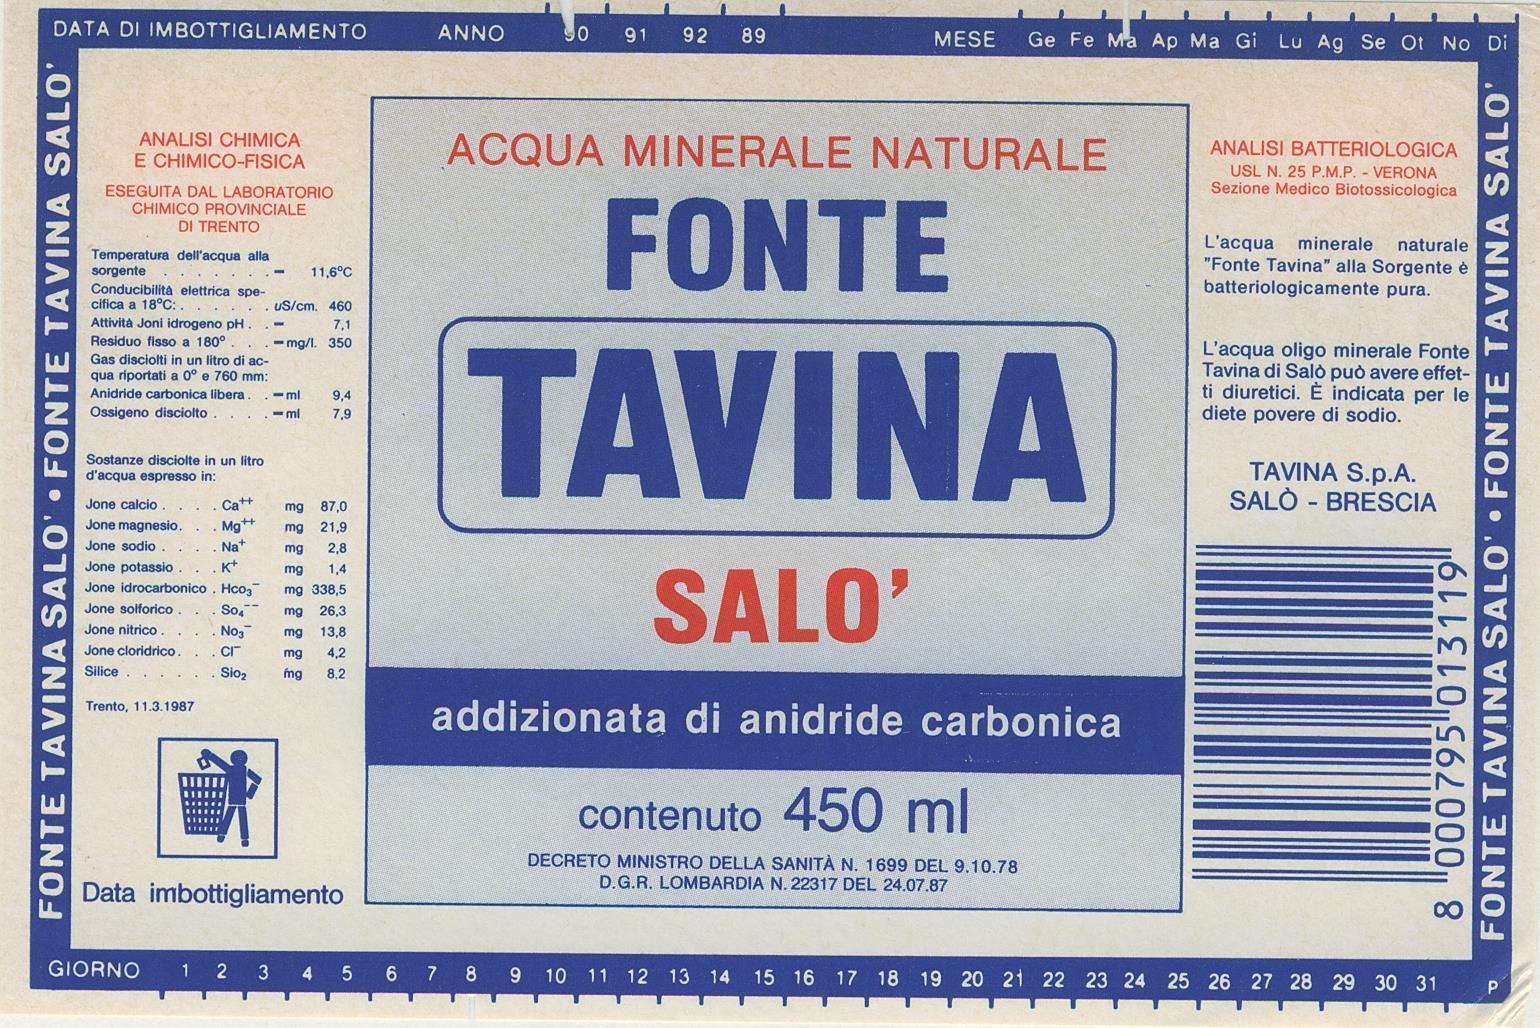 DATA DI IMBOTTIGLIAMENTO ANNO 90 91 92 89 MESE Ge Fe Ma Ap Ma Gi Lu Ag Se Ot No Di
FONTE TAVINA SALO' • FONTE TAVINA SALO'
ANALISI CHIMICA
E CHIMICO-FISICA
ESEGUITA DAL LABORATORIO
CHIMICO PROVINCIALE
DI TRENTO
Temperatura dell'acqua alla
sorgente . . . . . . . – 11,6°C
Conducibilità elettrica spe-
cifica a 18°C: . . . . . . uS/cm. 460
Attività Joni idrogeno pH . . – 7,1
Residuo fisso a 180° . . . – mg/l. 350
Gas disciolti in un litro di ac-
qua riportati a 0° e 760 mm:
Anidride carbonica libera . . – ml 9,4
Ossigeno disciolto . . . . – ml 7,9
Sostanze disciolte in un litro
d'acqua espresso in:
Jone calcio . . . . Ca++ mg 87,0
Jone magnesio . . . Mg++ mg 21,9
Jone sodio . . . . Na+ mg 2,8
Jone potassio . . . K+ mg 1,4
Jone idrocarbonico . Hco3- mg 338,5
Jone solforico . . . So4-- mg 26,3
Jone nitrico . . . . No3- mg 13,8
Jone cloridrico . . . Cl- mg 4,2
Silice . . . . . . Sio2 mg 8,2
Trento, 11.3.1987
Data imbottigliamento
ACQUA MINERALE NATURALE
FONTE
TAVINA
SALO'
addizionata di anidride carbonica
contenuto 450 ml
DECRETO MINISTRO DELLA SANITÀ N. 1699 DEL 9.10.78
D.G.R. LOMBARDIA N. 22317 DEL 24.07.87
ANALISI BATTERIOLOGICA
USL N. 25 P.M.P. - VERONA
Sezione Medico Biotossicologica
L'acqua minerale naturale
"Fonte Tavina" alla Sorgente è
batteriologicamente pura.
L'acqua oligo minerale Fonte
Tavina di Salò può avere effet-
ti diuretici. È indicata per le
diete povere di sodio.
TAVINA S.p.A.
SALÒ - BRESCIA
8 000795 013119
FONTE TAVINA SALO' • FONTE TAVINA SALO'
GIORNO 1 2 3 4 5 6 7 8 9 10 11 12 13 14 15 16 17 18 19 20 21 22 23 24 25 26 27 28 29 30 31 P